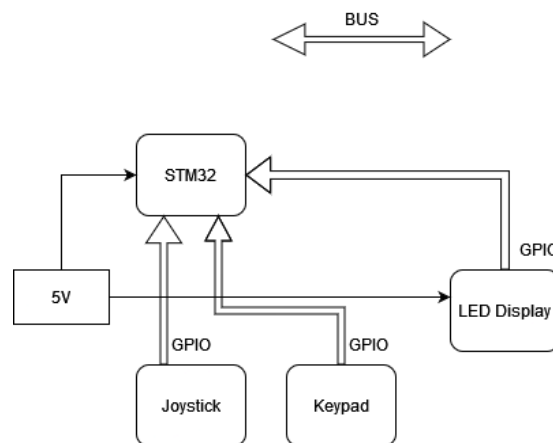 BUS
STM32
GPIO
5V
LED Display
GPIO
GPIO
Joystick
Keypad